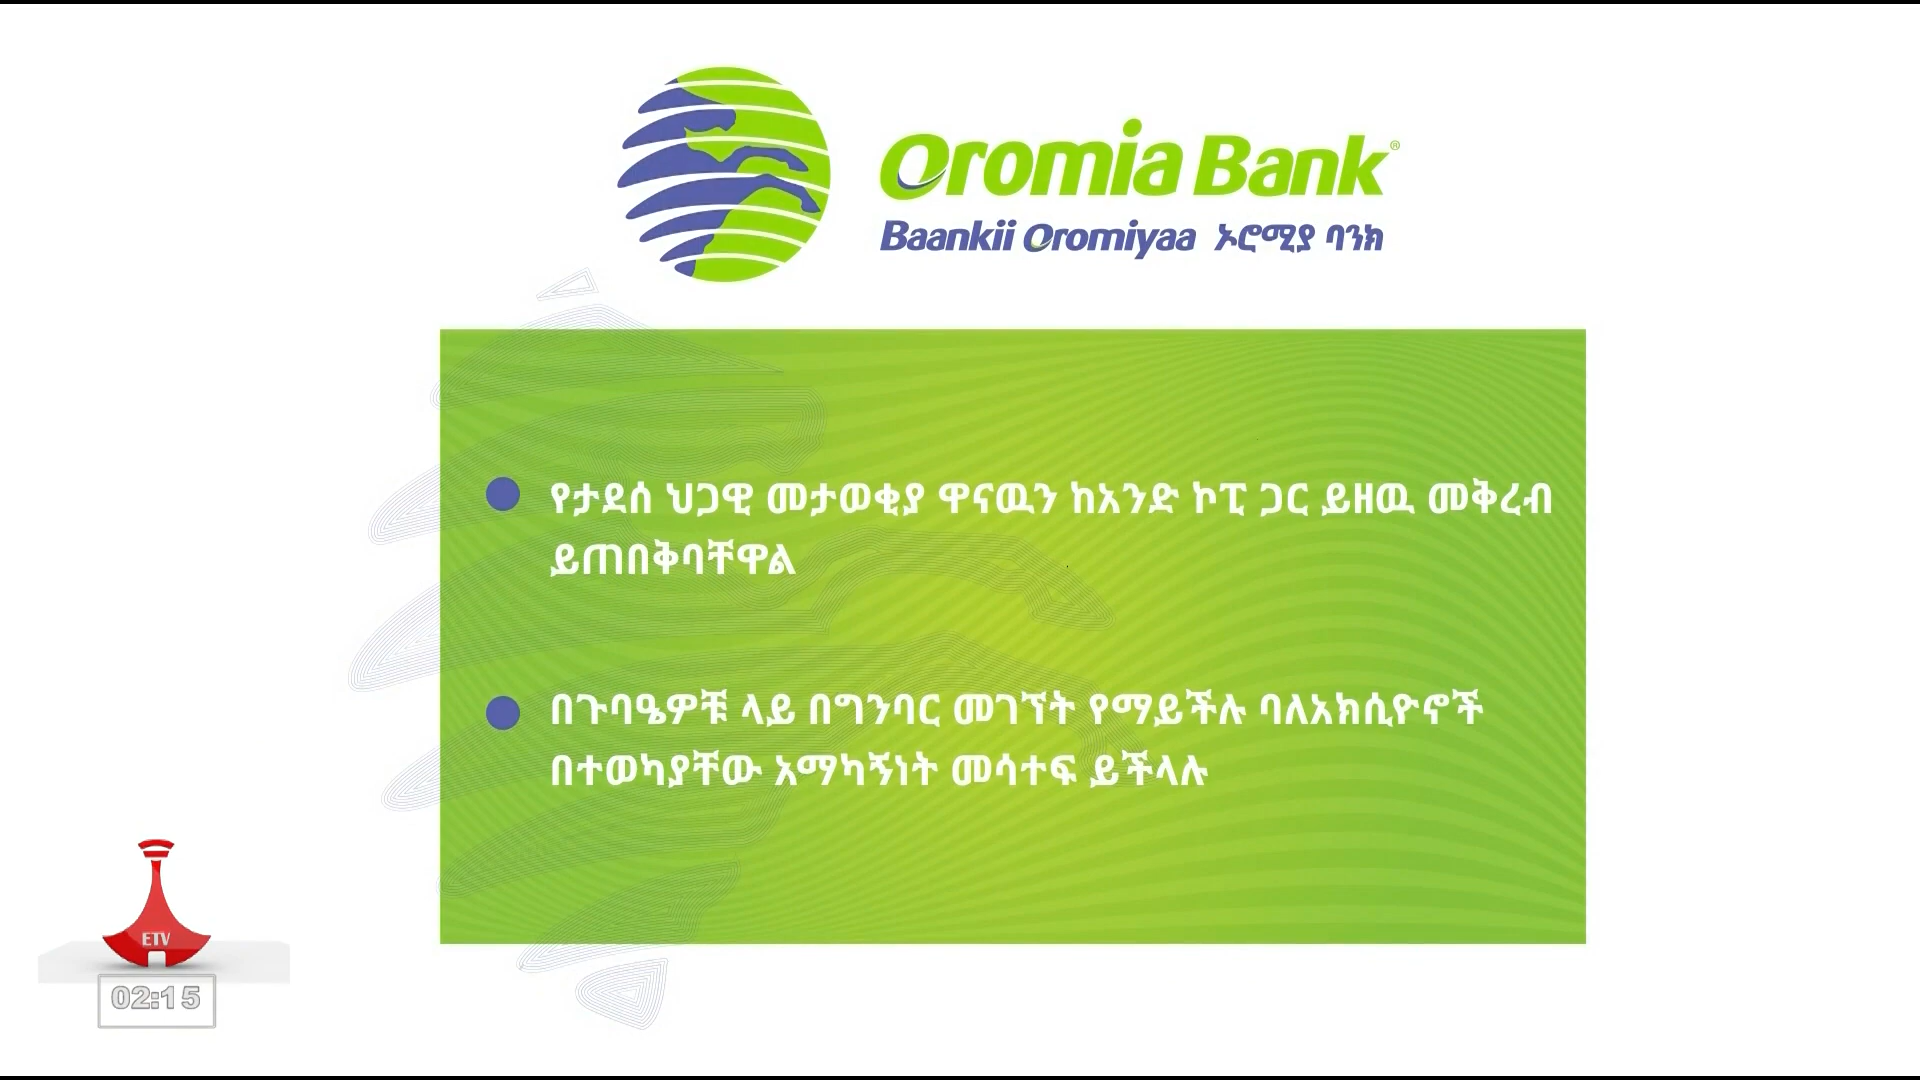 Oromia Bank®
Baankii Oromiyaa ኦሮሚያ ባንክ
የታደሰ ህጋዊ መታወቂያ ዋናዉን ከአንድ ኮፒ ጋር ይዘዉ መቅረብ
ይጠበቅባቸዋል
በጉባዔዎቹ ላይ በግንባር መገኘት የማይችሉ ባለአክሲዮኖች
በተወካያቸው አማካኝነት መሳተፍ ይችላሉ
ETV
02:15